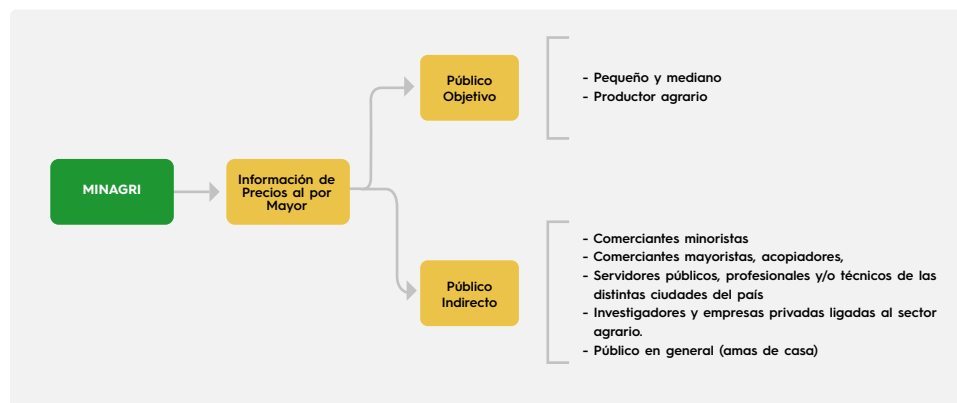 MINAGRI
Información de
Precios al por
Mayor
Público
Objetivo
- Pequeño y mediano
- Productor agrario
Público
Indirecto
- Comerciantes minoristas
- Comerciantes mayoristas, acopiadores,
- Servidores públicos, profesionales y/o técnicos de las
distintas ciudades del país
- Investigadores y empresas privadas ligadas al sector
agrario.
- Público en general (amas de casa)